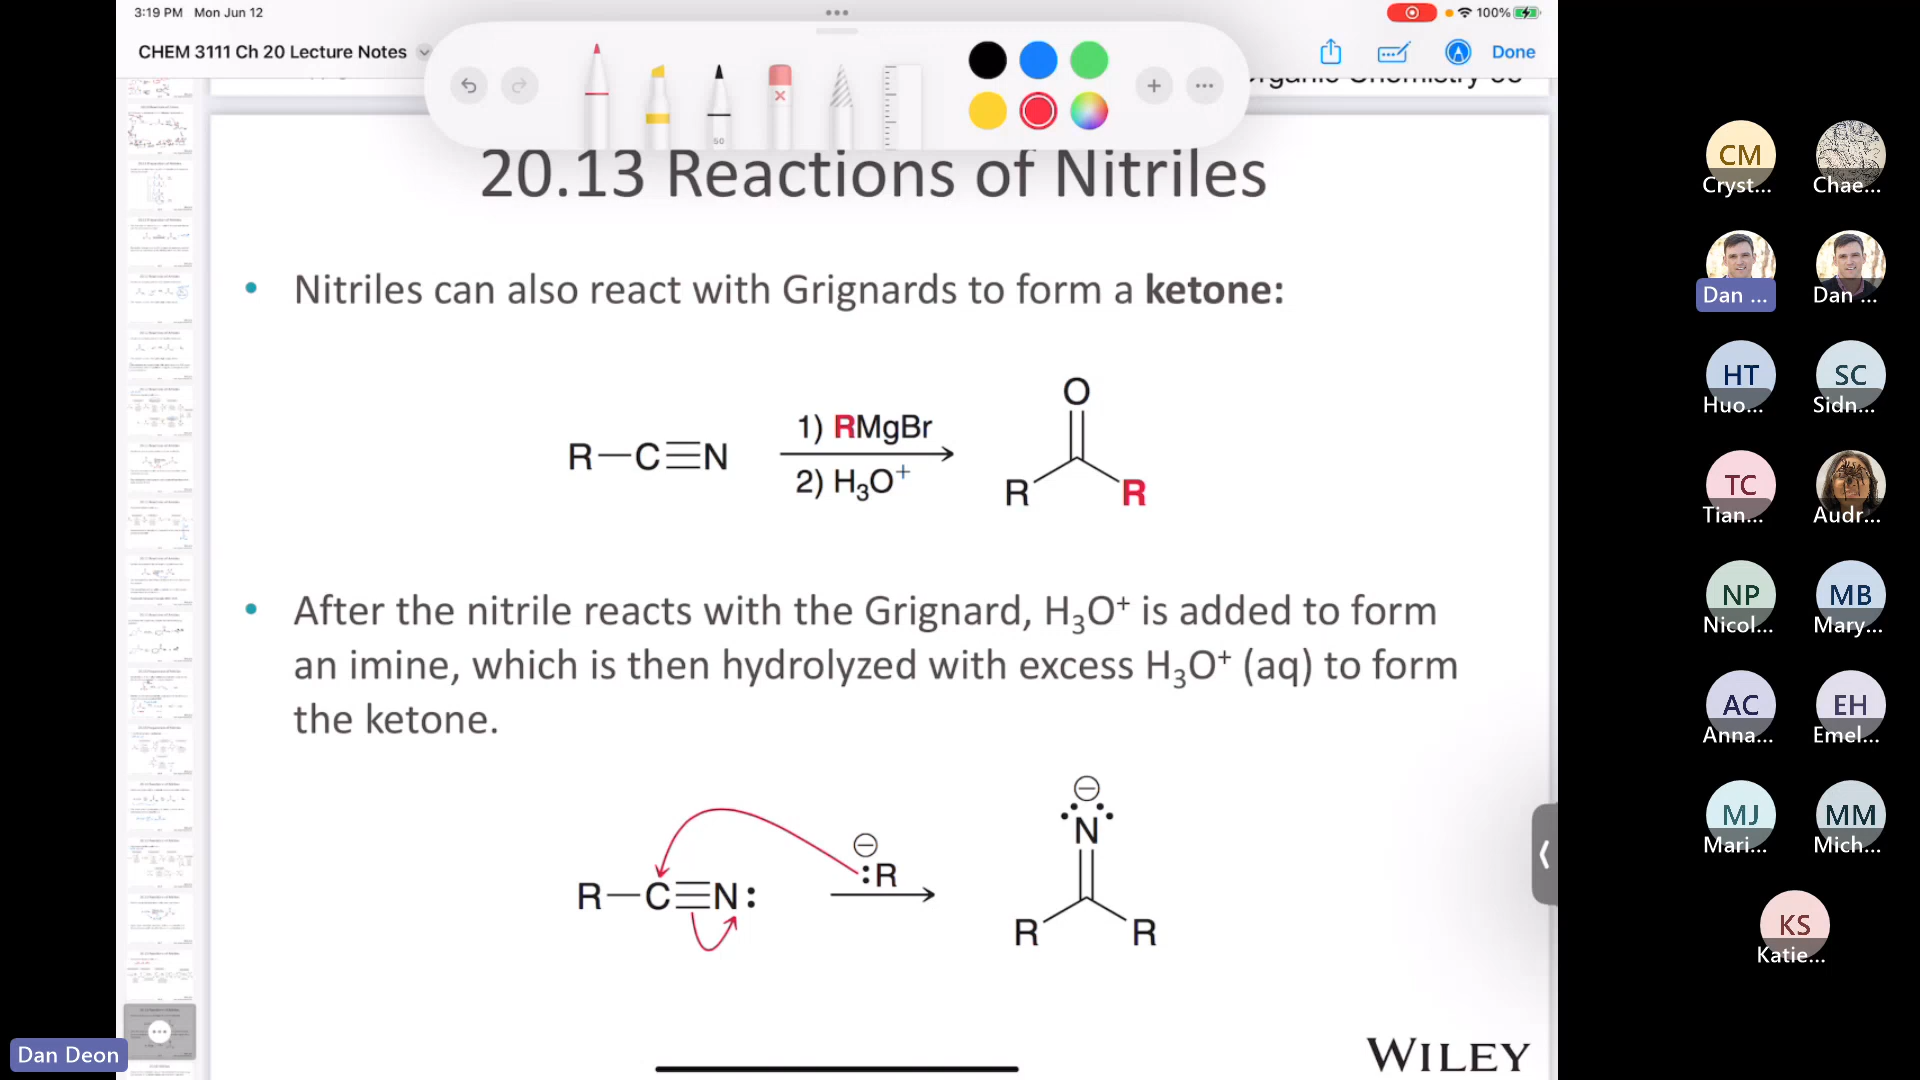 3:19 PM Mon Jun 12
100%
CHEM 3111 Ch 20 Lecture Notes
Done
50
20.13 Reactions of Nitriles
• Nitriles can also react with Grignards to form a ketone:
O
1) RMgBr
R—C≡N
2) H₃O⁺
R R
• After the nitrile reacts with the Grignard, H₃O⁺ is added to form
an imine, which is then hydrolyzed with excess H₃O⁺ (aq) to form
the ketone.
⊖
N
⊖
:R
R—C≡N:
R R
WILEY
Dan Deon
CM
Cryst...
Chae...
Dan ...
Dan ...
HT
Huo...
SC
Sidn...
TC
Tian...
Audr...
NP
Nicol...
MB
Mary...
AC
Anna...
EH
Emel...
MJ
Mari...
MM
Mich...
KS
Katie...